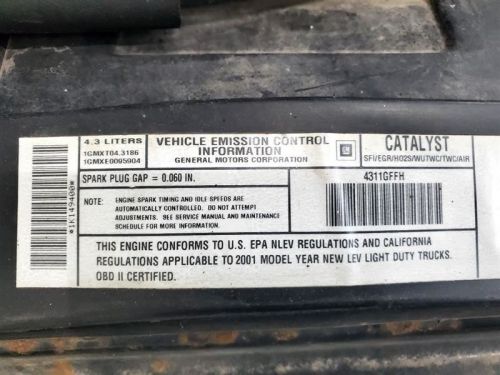 4.3 LITERS
1GMXT04.3186
1GMXE0095904
VEHICLE EMISSION CONTROL
INFORMATION
GENERAL MOTORS CORPORATION
GM
CATALYST
SFI/EGR/HO2S/WUTWC/TWC/AIR
SPARK PLUG GAP = 0.060 IN.
4311GFFH
NOTE: ENGINE SPARK TIMING AND IDLE SPEEDS ARE
AUTOMATICALLY CONTROLLED. DO NOT ATTEMPT
ADJUSTMENTS. SEE SERVICE MANUAL AND MAINTENANCE
SCHEDULE FOR MORE INFORMATION.
THIS ENGINE CONFORMS TO U.S. EPA NLEV REGULATIONS AND CALIFORNIA
REGULATIONS APPLICABLE TO 2001 MODEL YEAR NEW LEV LIGHT DUTY TRUCKS.
OBD II CERTIFIED.
*1K149400*